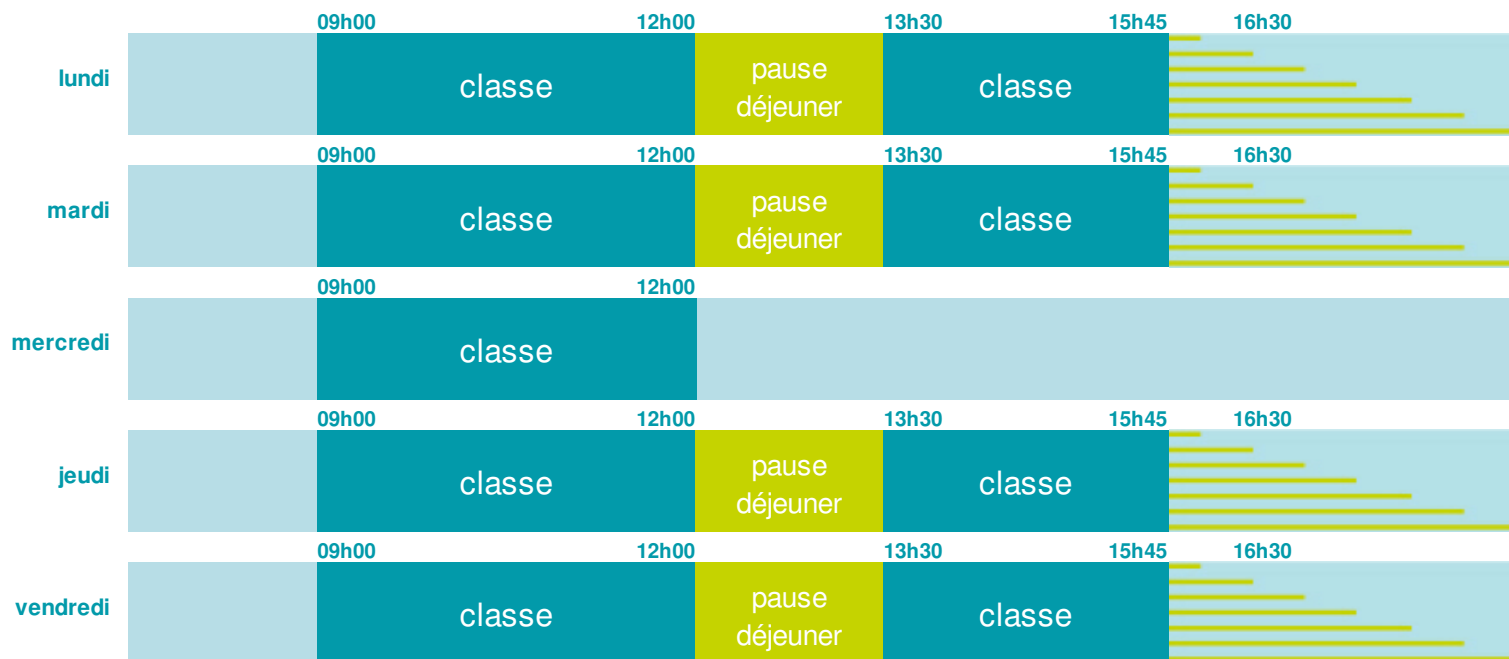 09h00 12h00 13h30 15h45 16h30
lundi classe pause déjeuner classe
09h00 12h00 13h30 15h45 16h30
mardi classe pause déjeuner classe
09h00 12h00
mercredi classe
09h00 12h00 13h30 15h45 16h30
jeudi classe pause déjeuner classe
09h00 12h00 13h30 15h45 16h30
vendredi classe pause déjeuner classe